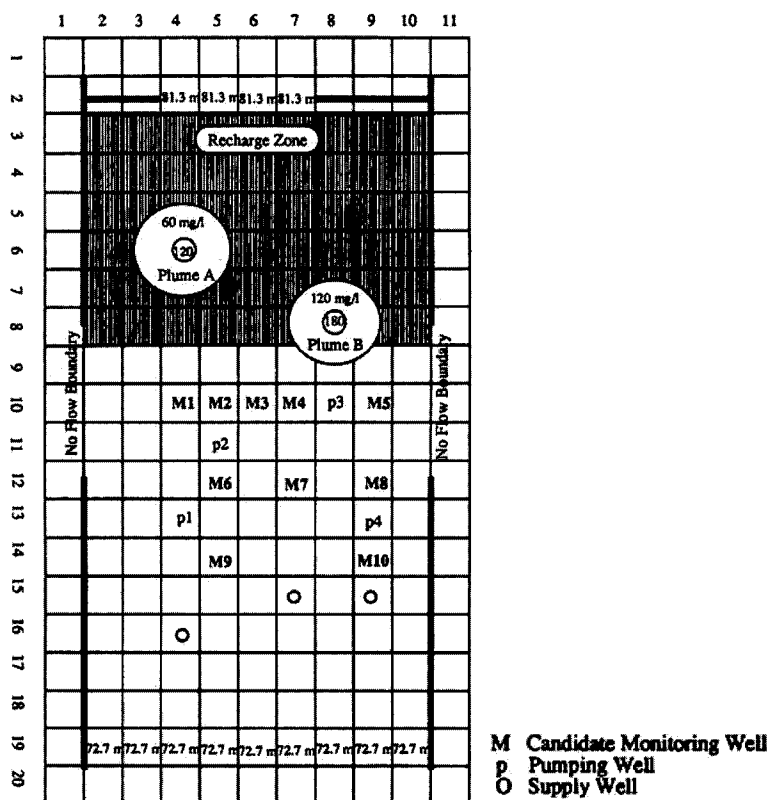 1 2 3 4 5 6 7 8 9 10 11
1
2 81.3 m 81.3 m 81.3 m 81.3 m
3 Recharge Zone
4
5 60 mg/l
6 120
Plume A
7 120 mg/l
8 180
Plume B
No Flow Boundary
No Flow Boundary
9
10 M1 M2 M3 M4 p3 M5
11 p2
12 M6 M7 M8
13 p1 p4
14 M9 M10
15
16
17
18
19 72.7 m 72.7 m 72.7 m 72.7 m 72.7 m 72.7 m 72.7 m 72.7 m 72.7 m
20
M Candidate Monitoring Well
p Pumping Well
O Supply Well